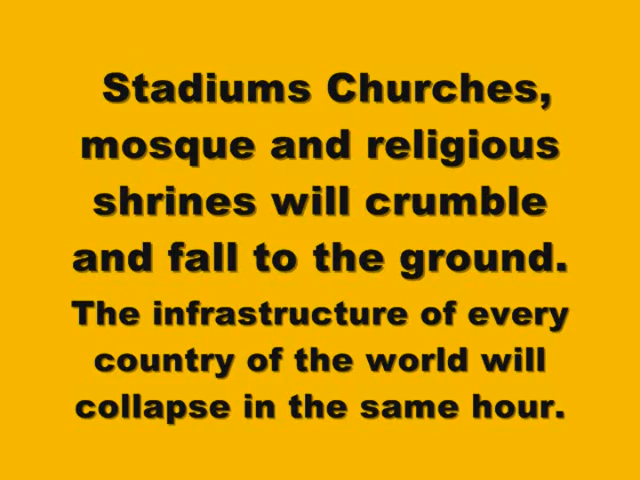 Stadiums Churches,
mosque and religious
shrines will crumble
and fall to the ground.
The infrastructure of every
country of the world will
collapse in the same hour.